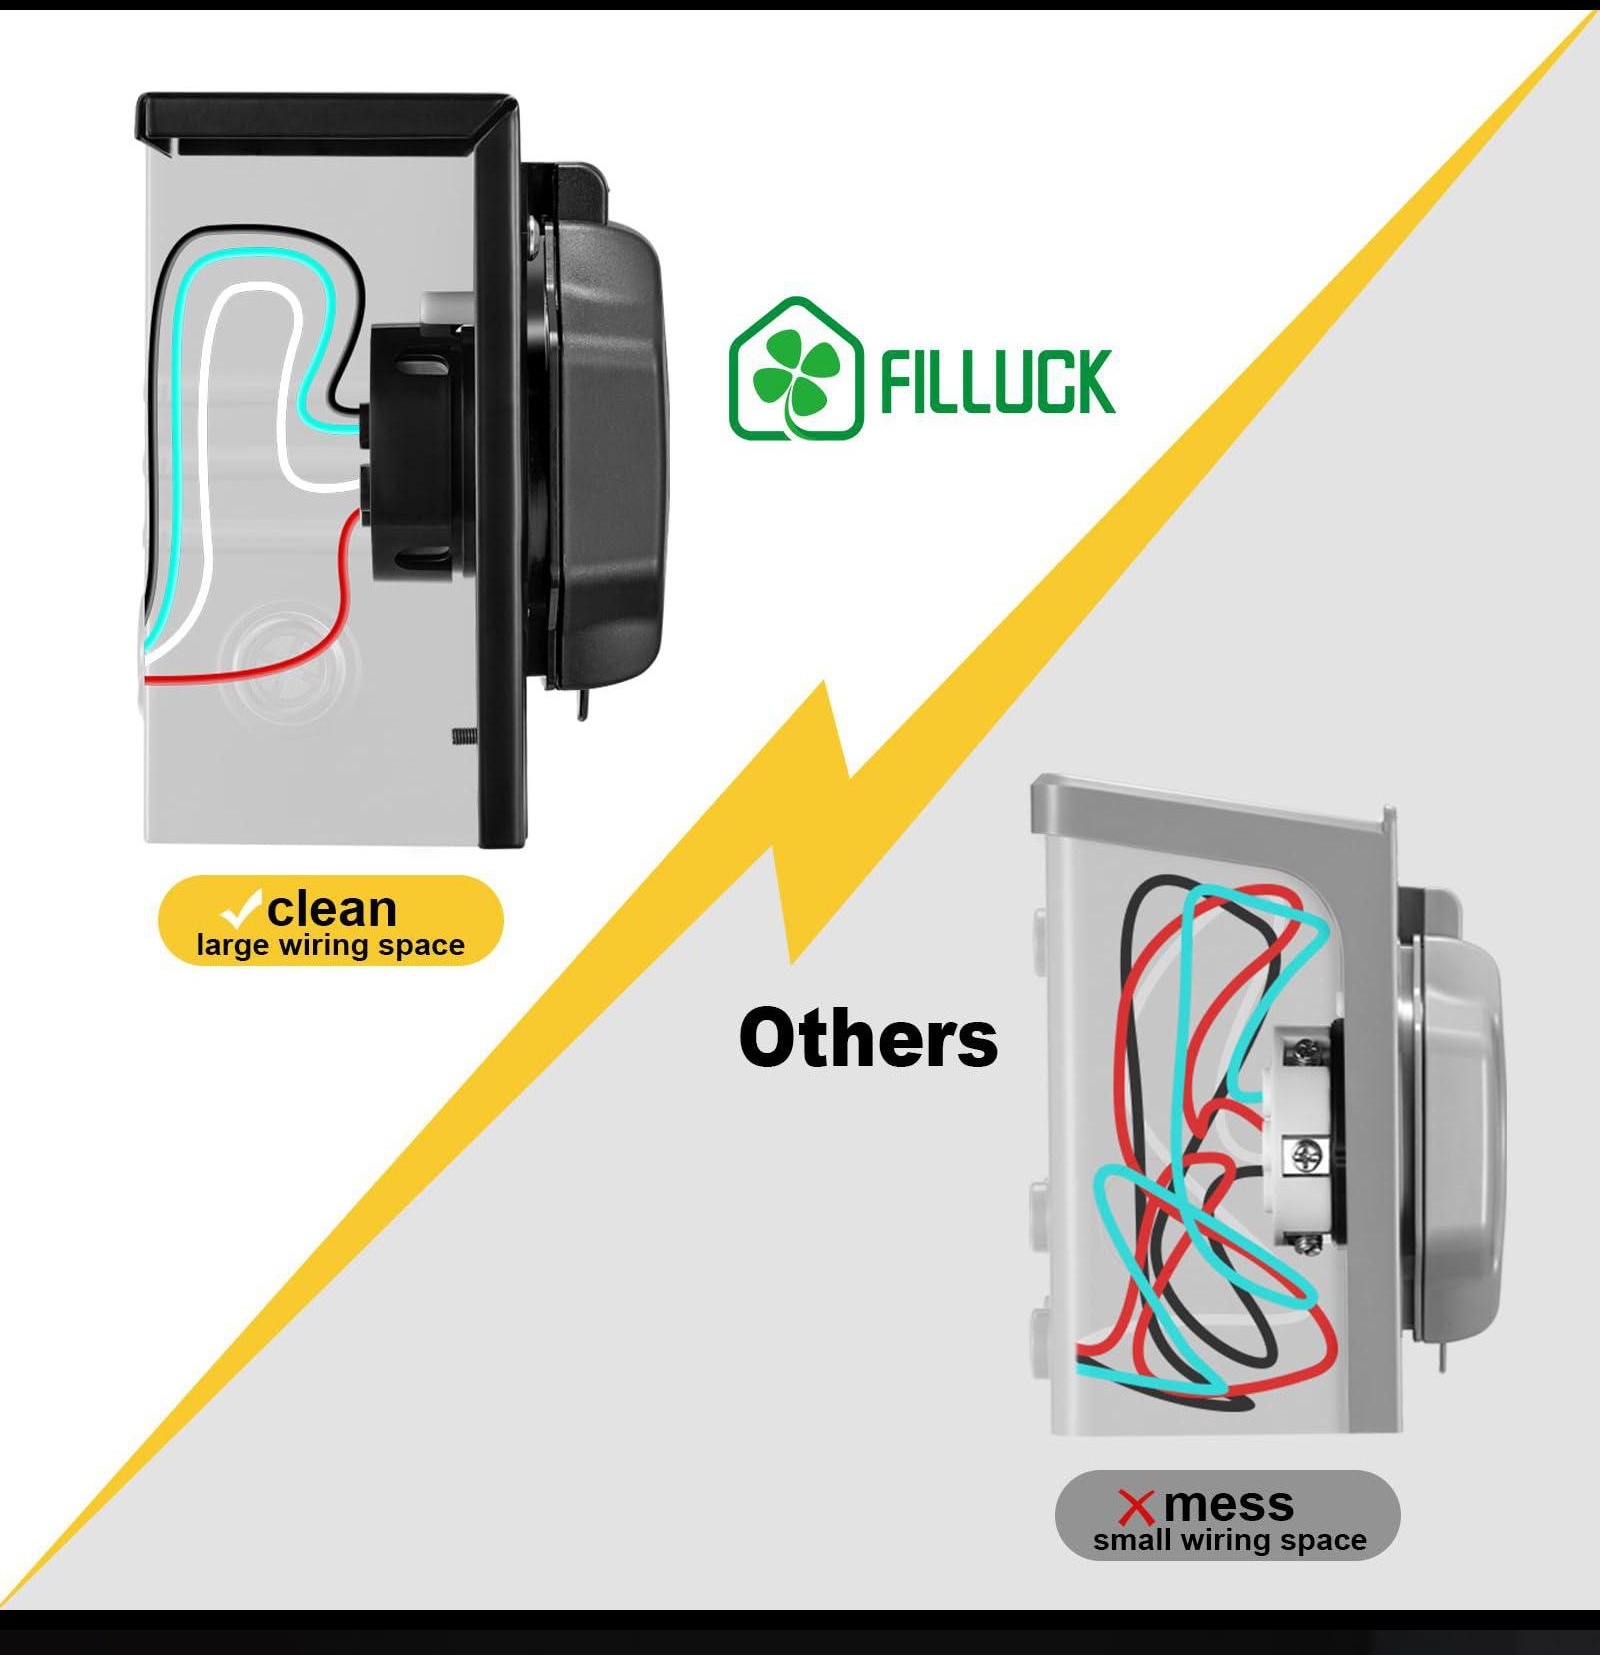 FILLUCK
clean
large wiring space
Others
mess
small wiring space